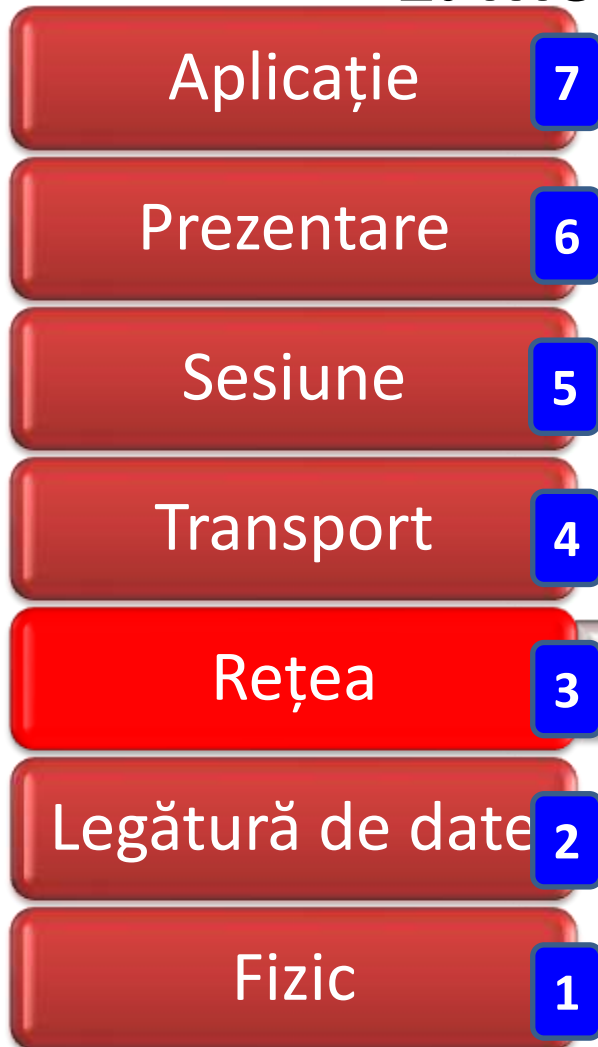 Aplicație 7
Prezentare 6
Sesiune 5
Transport 4
Rețea 3
Legătură de date 2
Fizic 1